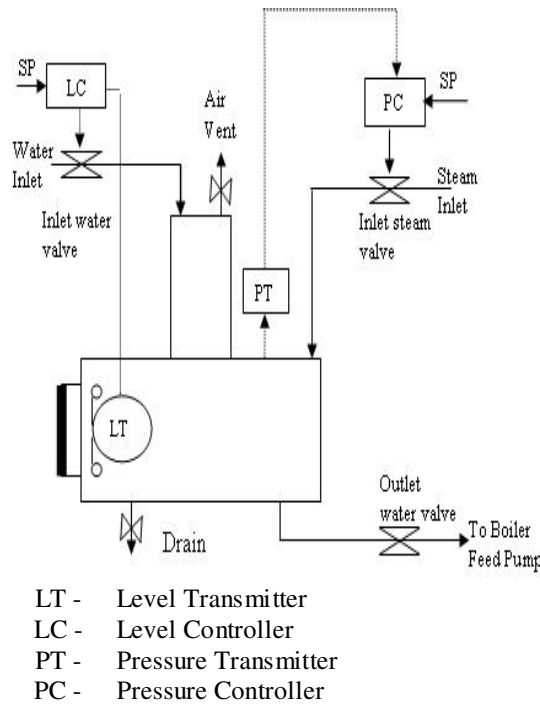 SP
LC
Water
Inlet
Inlet water
valve
Air
Vent
PC
SP
Steam
Inlet
Inlet steam
valve
PT
LT
Drain
Outlet
water valve
To Boiler
Feed Pump
LT - Level Transmitter
LC - Level Controller
PT - Pressure Transmitter
PC - Pressure Controller